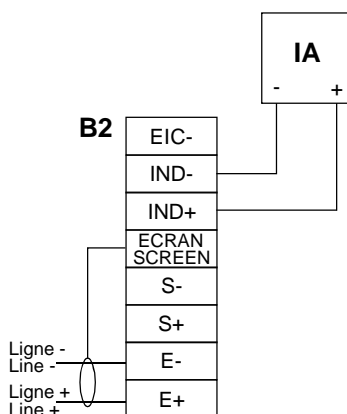 IA
- +
B2
EIC-
IND-
IND+
ECRAN
SCREEN
S-
S+
Ligne -
Line -
E-
Ligne +
Line +
E+